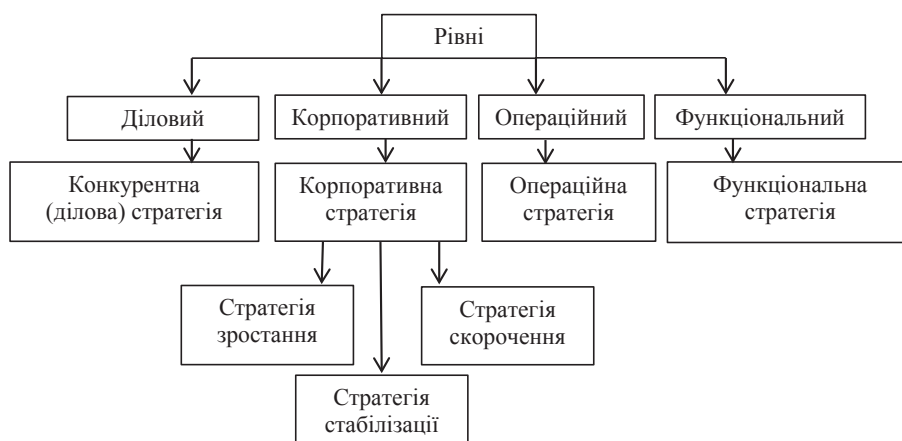 Рівні
Діловий
Корпоративний
Операційний
Функціональний
Конкурентна
(ділова) стратегія
Корпоративна
стратегія
Операційна
стратегія
Функціональна
стратегія
Стратегія
зростання
Стратегія
скорочення
Стратегія
стабілізації